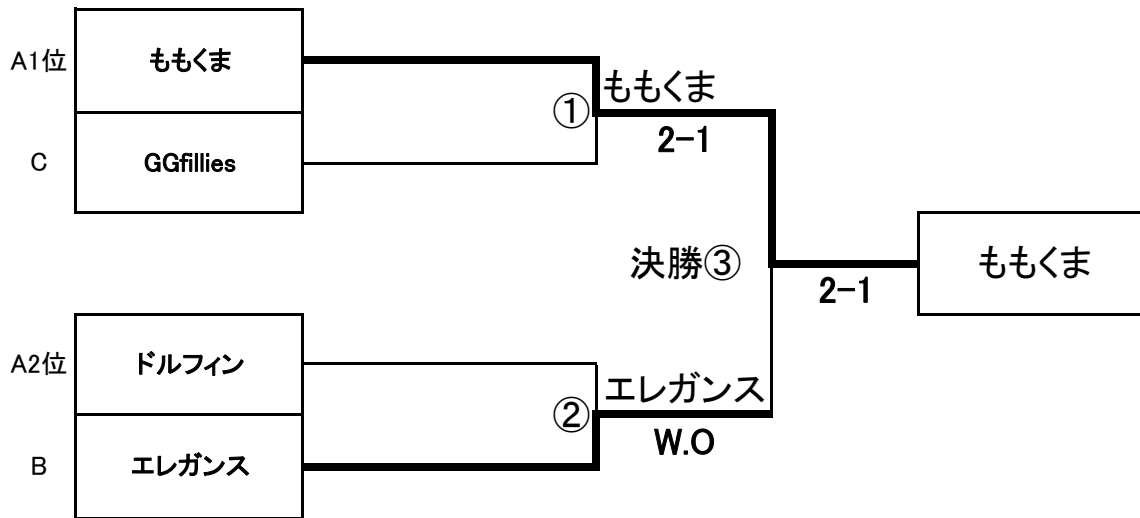 A1位 ももくま
C GGfillies
① ももくま
2-1
決勝③
2-1
ももくま
A2位 ドルフィン
B エレガンス
② エレガンス
W.O